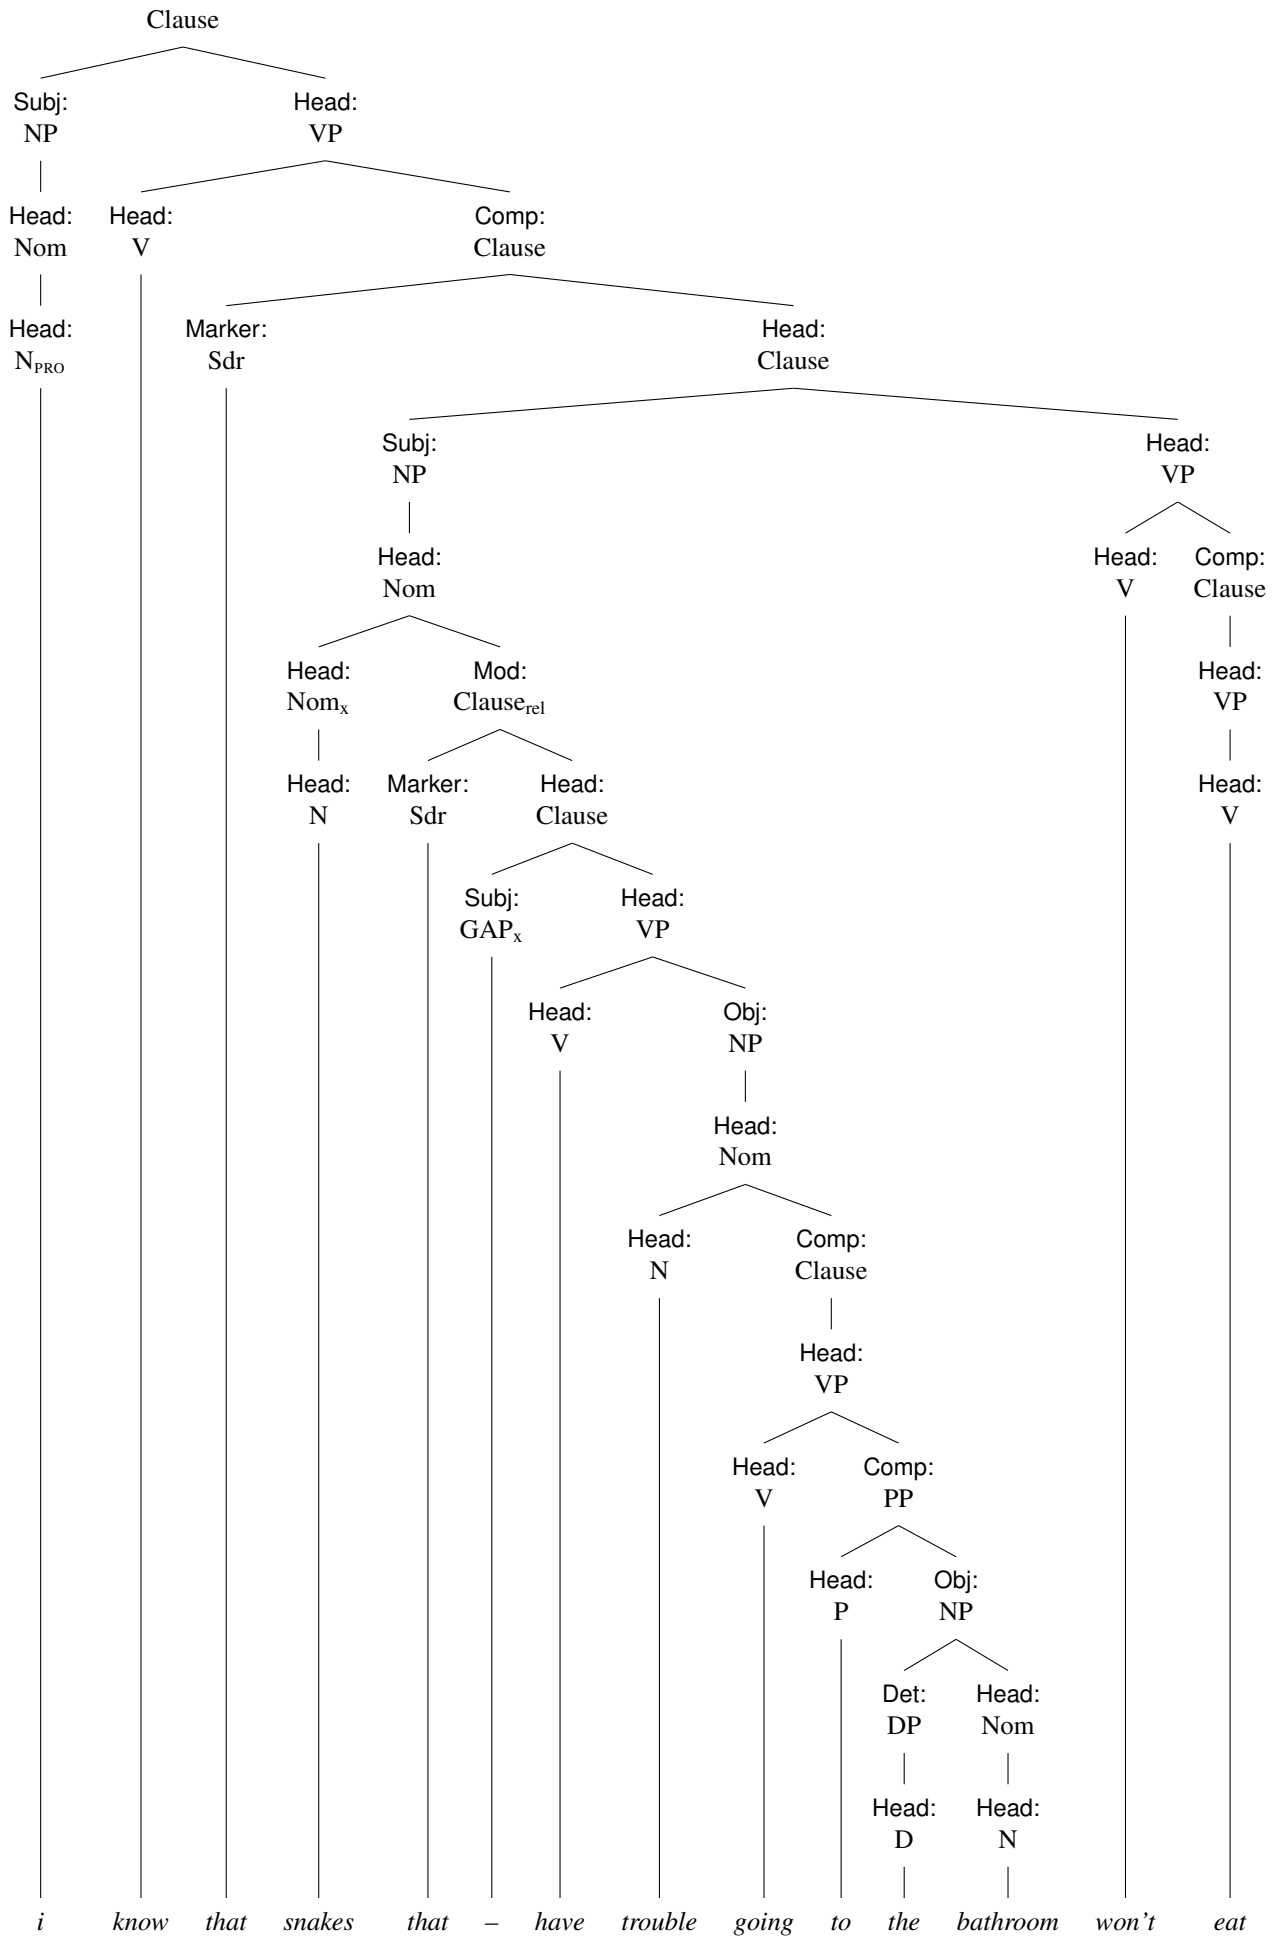 Clause
Subj: Head:
NP VP
Head: Head: Comp:
Nom V Clause
Head: Marker: Head:
N_PRO Sdr Clause
Subj: Head:
NP VP
Head: Head: Comp:
Nom V Clause
Head: Mod: Head:
Nom_x Clause_rel VP
Head: Marker: Head: Head:
N Sdr Clause V
Subj: Head:
GAP_x VP
Head: Obj:
V NP
Head:
Nom
Head: Comp:
N Clause
Head:
VP
Head: Comp:
V PP
Head: Obj:
P NP
Det: Head:
DP Nom
Head: Head:
D N
i know that snakes that – have trouble going to the bathroom won't eat